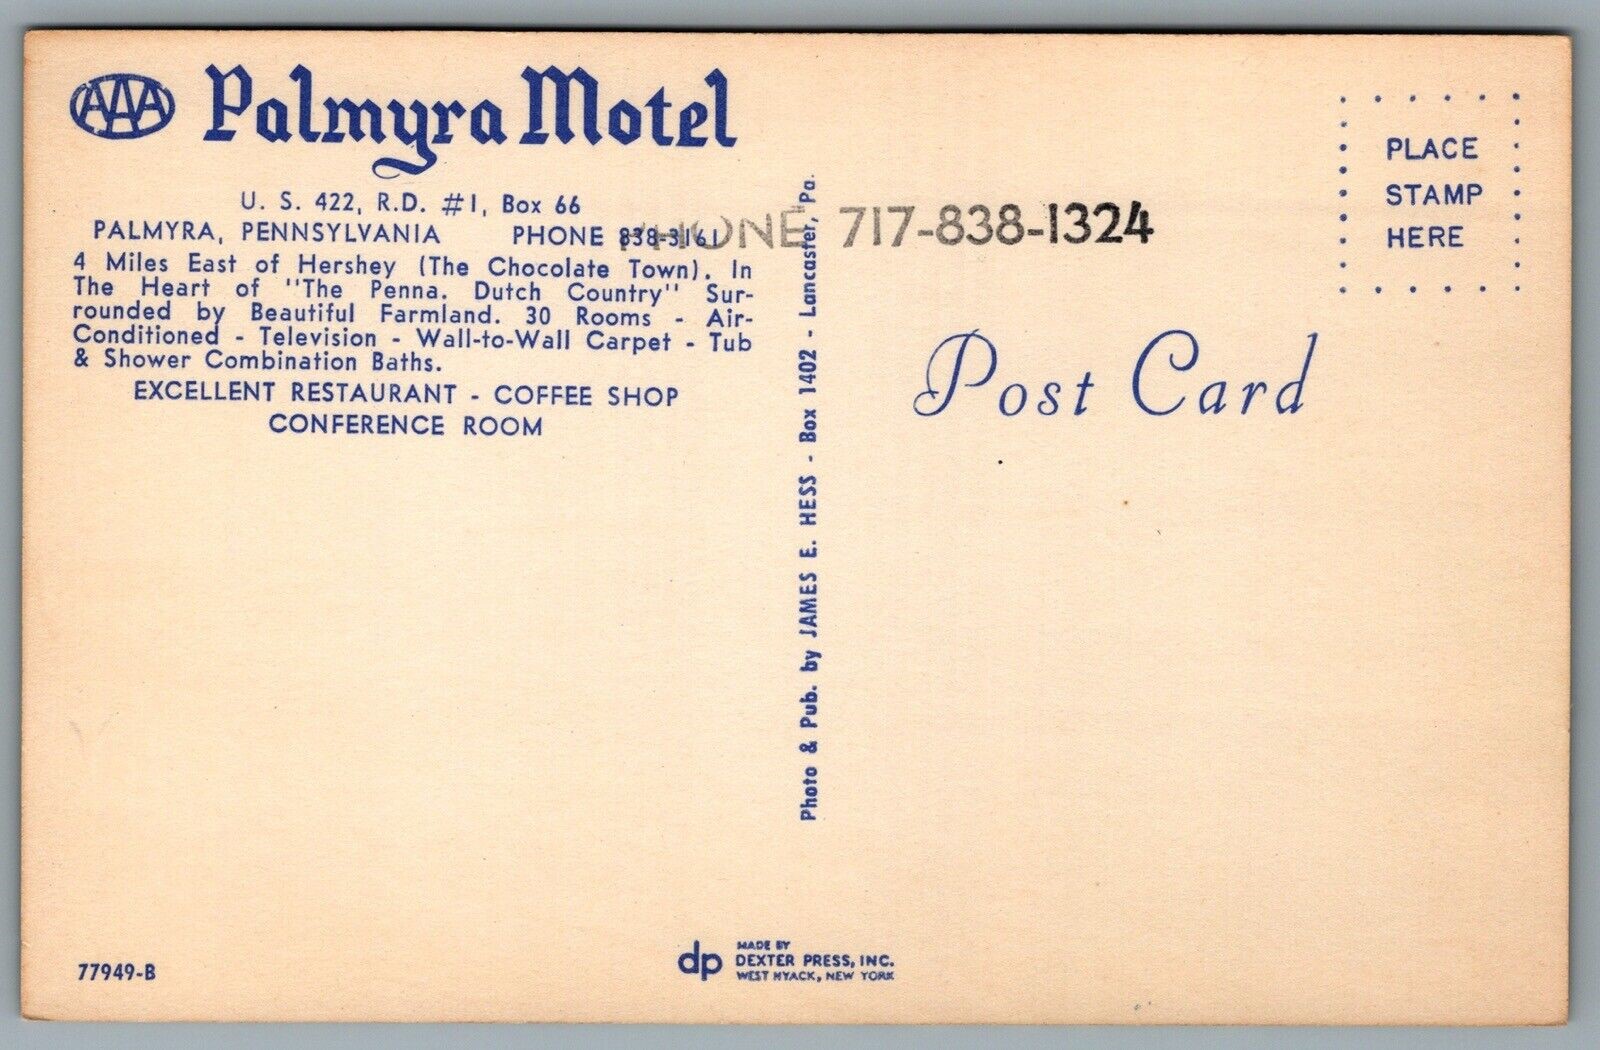 AAA Palmyra Motel
U. S. 422, R.D. #1, Box 66
PALMYRA, PENNSYLVANIA PHONE 838-3161
PHONE 717-838-1324
4 Miles East of Hershey (The Chocolate Town). In
The Heart of "The Penna. Dutch Country" Sur-
rounded by Beautiful Farmland. 30 Rooms - Air-
Conditioned - Television - Wall-to-Wall Carpet - Tub
& Shower Combination Baths.
EXCELLENT RESTAURANT - COFFEE SHOP
CONFERENCE ROOM
77949-B
Photo & Pub. by JAMES E. HESS - Box 1402 - Lancaster, Pa.
dp
MADE BY
DEXTER PRESS, INC.
WEST NYACK, NEW YORK
PLACE
STAMP
HERE
Post Card